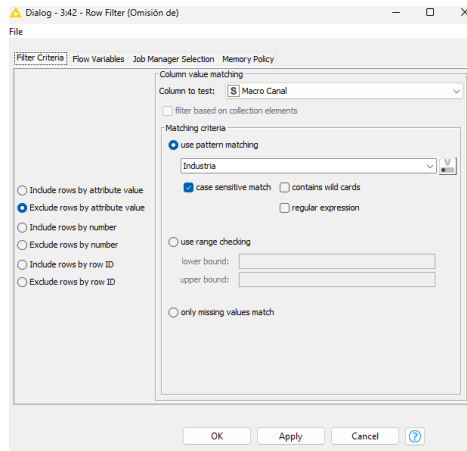 Dialog - 3:42 - Row Filter (Omisión de)
File
Filter Criteria Flow Variables Job Manager Selection Memory Policy
Column value matching
Column to test: S Macro Canal
filter based on collection elements
Matching criteria
use pattern matching
Industria
V
case sensitive match contains wild cards
regular expression
Include rows by attribute value
Exclude rows by attribute value
Include rows by number
Exclude rows by number
Include rows by row ID
Exclude rows by row ID
use range checking
lower bound:
upper bound:
only missing values match
OK Apply Cancel ?